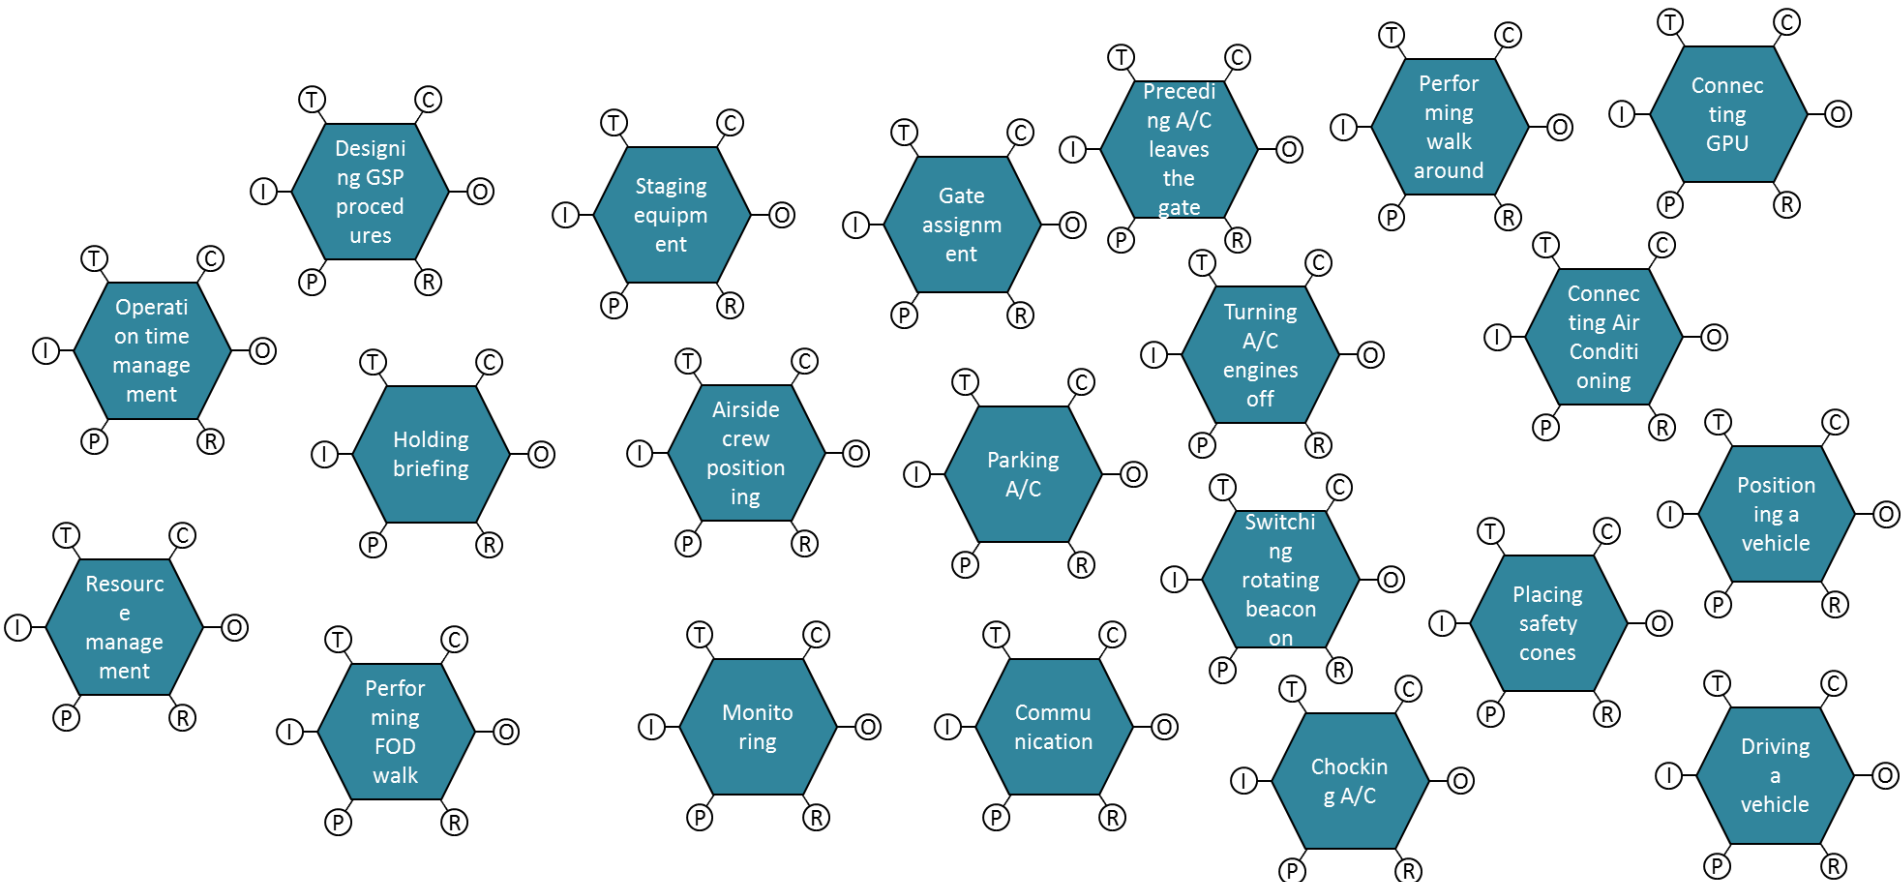 T
C
Designi
ng GSP
proced
ures
I
O
P
R
T
C
Staging
equipm
ent
I
O
P
R
T
C
Gate
assignm
ent
I
O
P
R
T
C
Precedi
ng A/C
leaves
the
gate
I
O
P
R
T
C
Perfor
ming
walk
around
I
O
P
R
T
C
Connec
ting
GPU
I
O
P
R
T
C
Operati
on time
manage
ment
I
O
P
R
T
C
Holding
briefing
I
O
P
R
T
C
Airside
crew
position
ing
I
O
P
R
T
C
Parking
A/C
I
O
P
R
T
C
Turning
A/C
engines
off
I
O
P
R
T
C
Connec
ting Air
Conditi
oning
I
O
P
R
T
C
Position
ing a
vehicle
I
O
P
R
T
C
Resourc
e
manage
ment
I
O
P
R
T
C
Perfor
ming
FOD
walk
I
O
P
R
T
C
Monito
ring
I
O
P
R
T
C
Commu
nication
I
O
P
R
T
C
Switchi
ng
rotating
beacon
on
I
O
P
R
T
C
Placing
safety
cones
I
O
P
R
T
C
Chockin
g A/C
I
O
P
R
T
C
Driving
a
vehicle
I
O
P
R